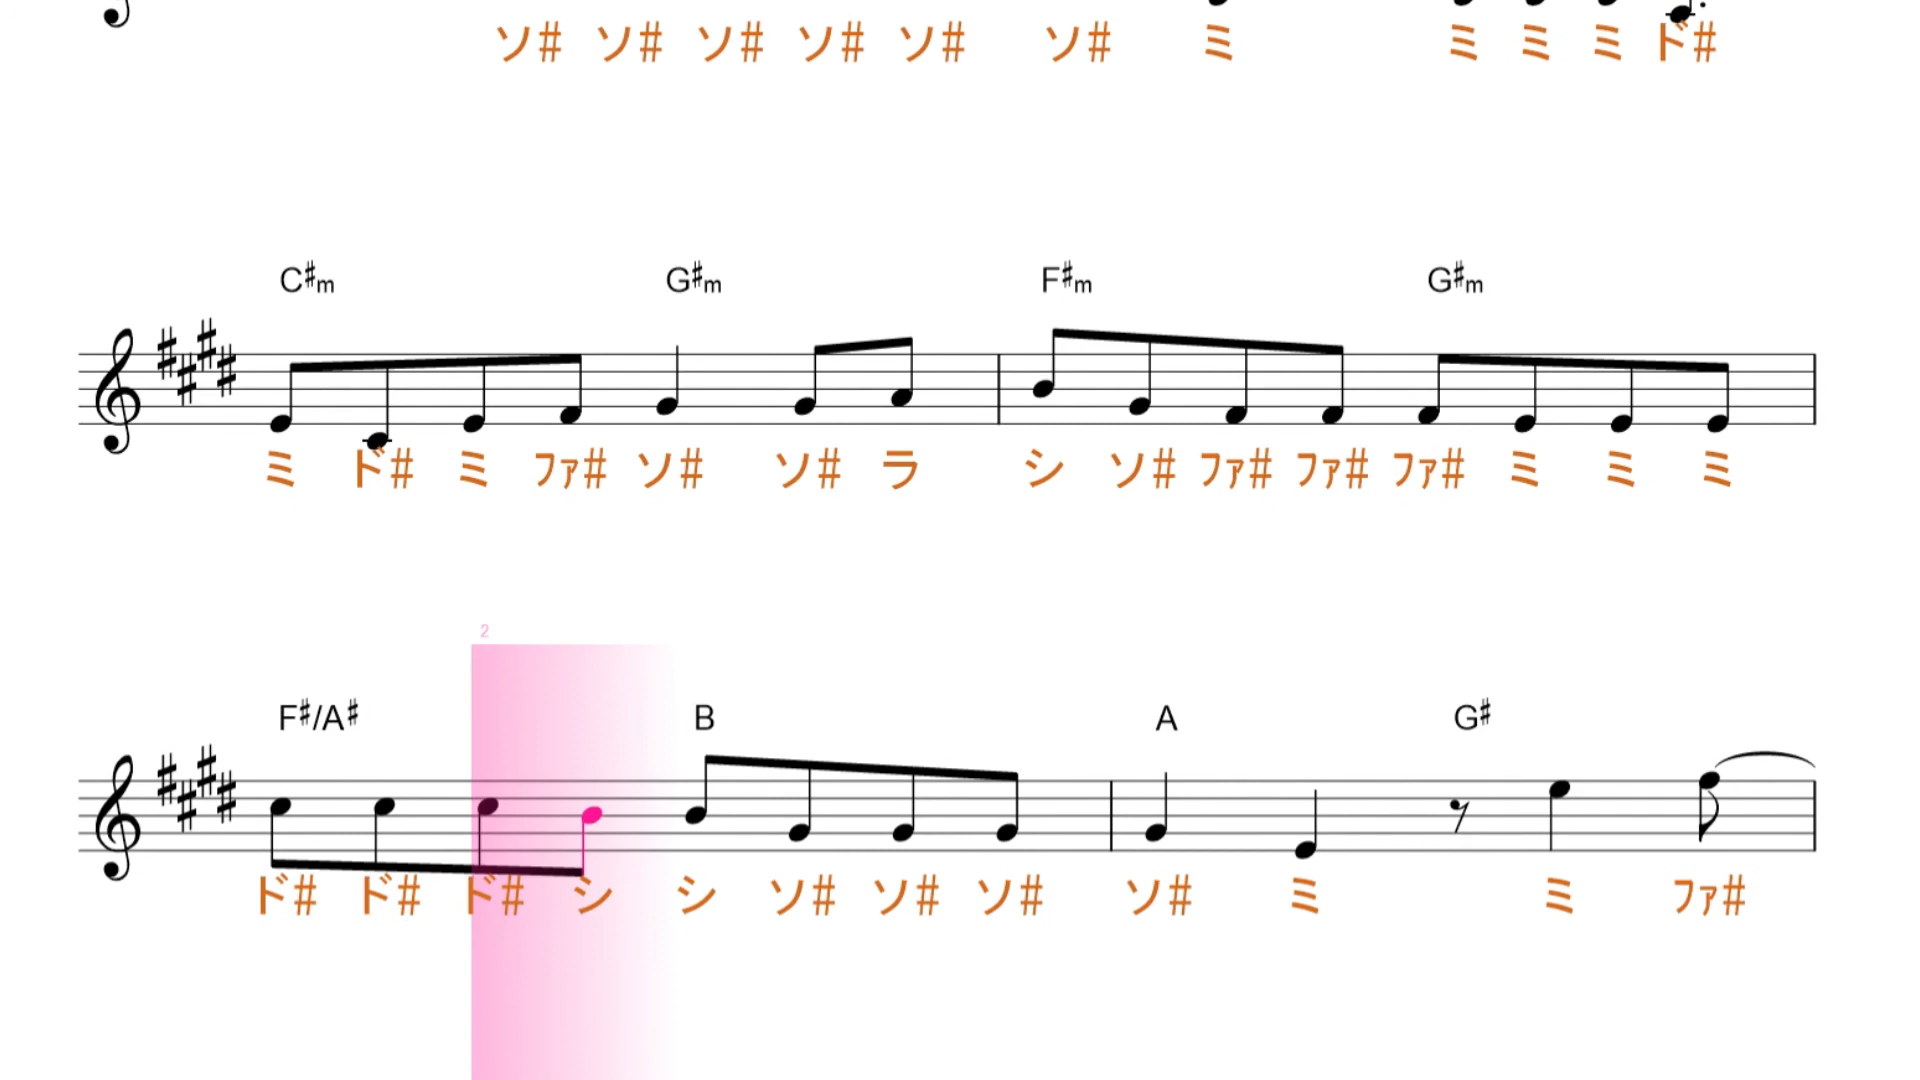 ソ# ソ# ソ# ソ# ソ# ソ# ミ ミ ミ ミ ド#
C♯m G♯m F♯m G♯m
ミ ド# ミ ファ# ソ# ソ# ラ シ ソ# ファ# ファ# ファ# ミ ミ ミ
2
F♯/A♯ B A G♯
ド# ド# ド# シ シ ソ# ソ# ソ# ソ# ミ ミ ファ#